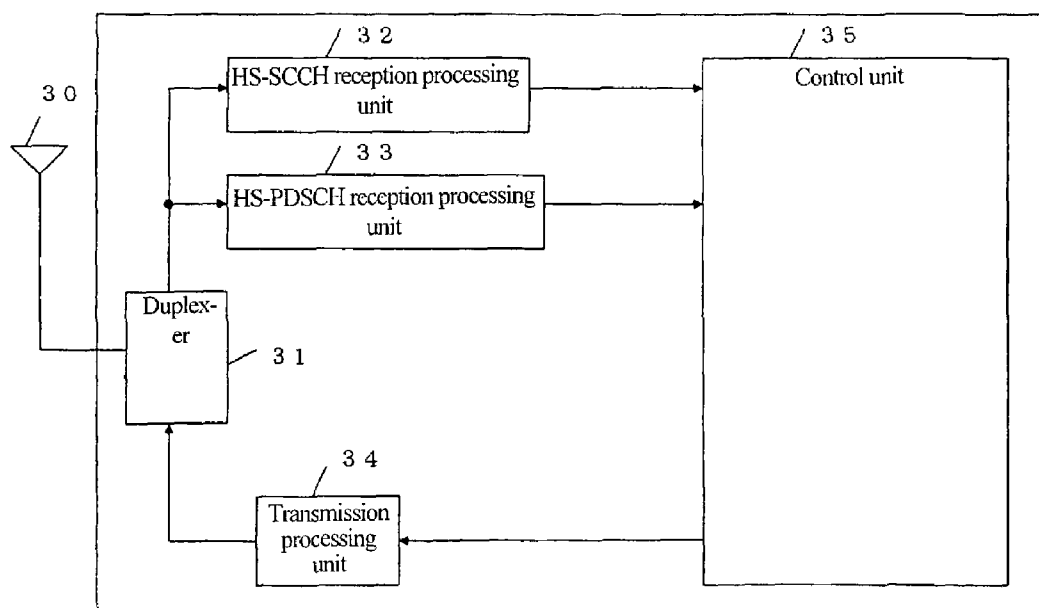 3 2
HS-SCCH reception processing
unit
3 5
Control unit
3 0
3 3
HS-PDSCH reception processing
unit
Duplex-
er
3 1
3 4
Transmission
processing
unit